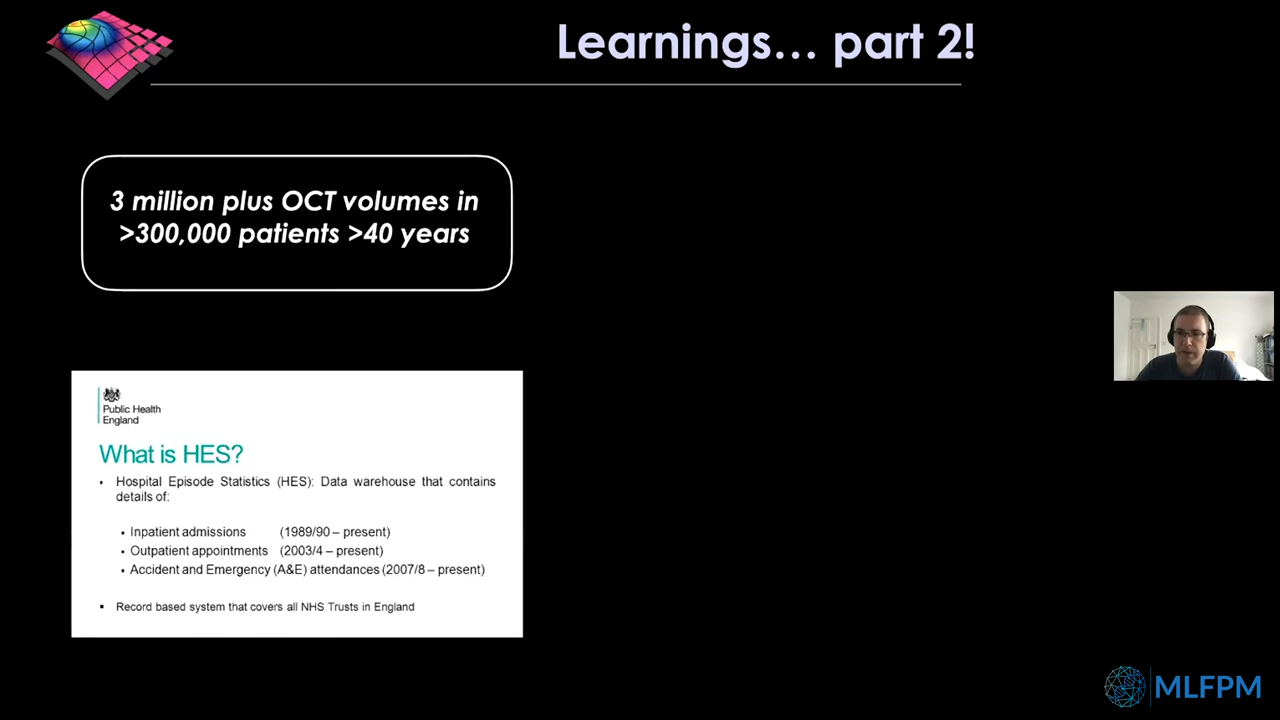 Learnings... part 2!
3 million plus OCT volumes in
>300,000 patients >40 years
Public Health
England
What is HES?
• Hospital Episode Statistics (HES): Data warehouse that contains
details of:
▪ Inpatient admissions (1989/90 – present)
▪ Outpatient appointments (2003/4 – present)
▪ Accident and Emergency (A&E) attendances (2007/8 – present)
▪ Record based system that covers all NHS Trusts in England
MLFPM